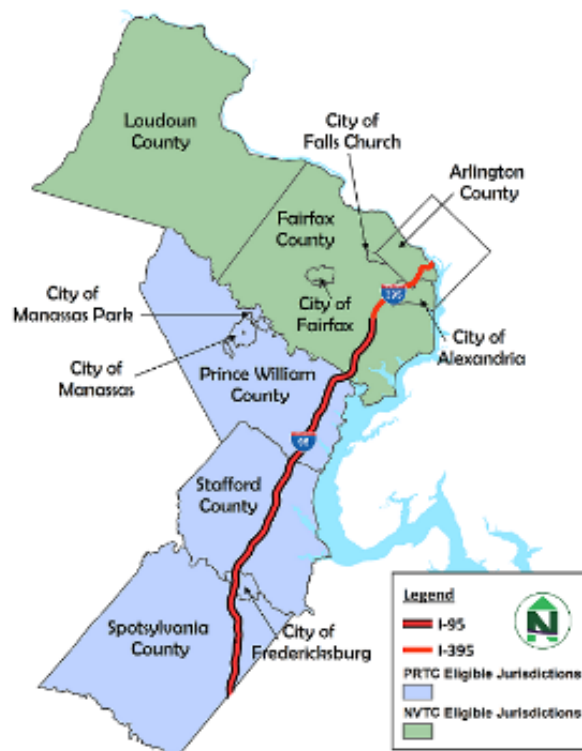 Loudoun
County
City of
Falls Church
Arlington
County
Fairfax
County
City of
Manassas Park
City of
Fairfax
395
City of
Alexandria
City of
Manassas
Prince William
County
95
Stafford
County
Spotsylvania
County
City of
Fredericksburg
Legend
I-95
I-395
PRTC Eligible Jurisdictions
NVTC Eligible Jurisdictions
N